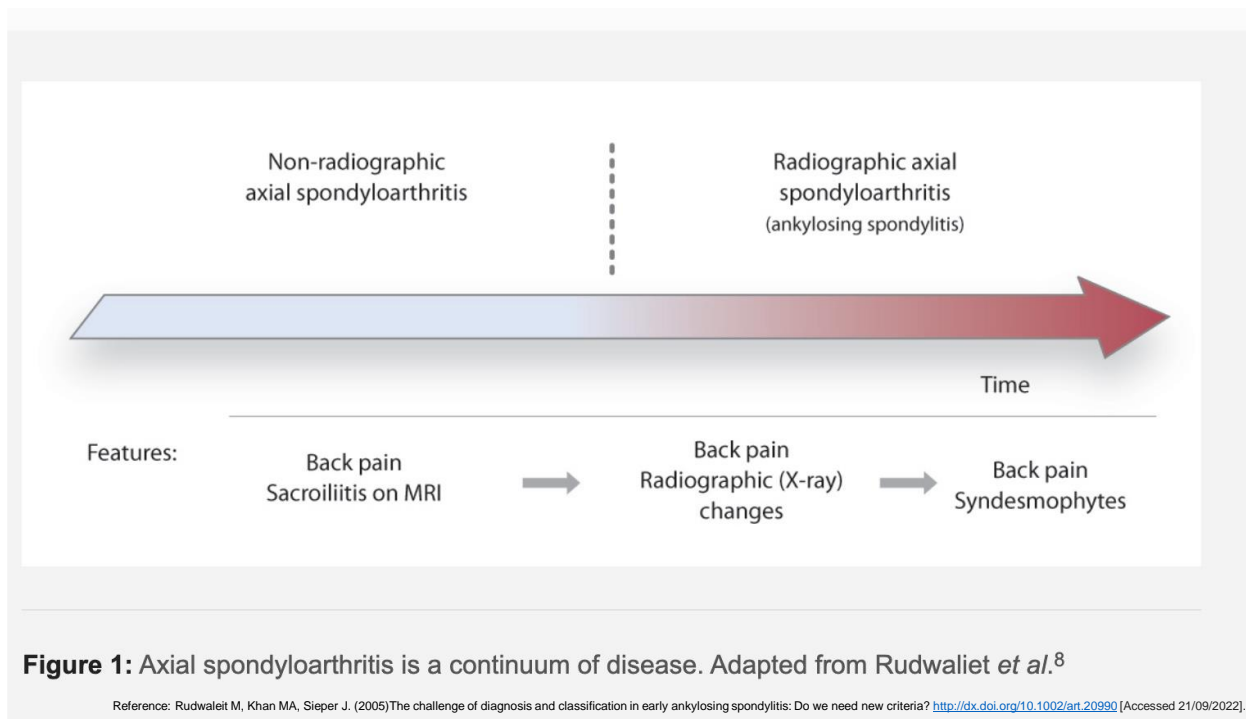 Non-radiographic
axial spondyloarthritis
Radiographic axial
spondyloarthritis
(ankylosing spondylitis)
Time
Features:
Back pain
Sacroiliitis on MRI
Back pain
Radiographic (X-ray)
changes
Back pain
Syndesmophytes
Figure 1: Axial spondyloarthritis is a continuum of disease. Adapted from Rudwaliet et al.8
Reference: Rudwaleit M, Khan MA, Sieper J. (2005)The challenge of diagnosis and classification in early ankylosing spondylitis: Do we need new criteria? http://dx.doi.org/10.1002/art.20990 [Accessed 21/09/2022].